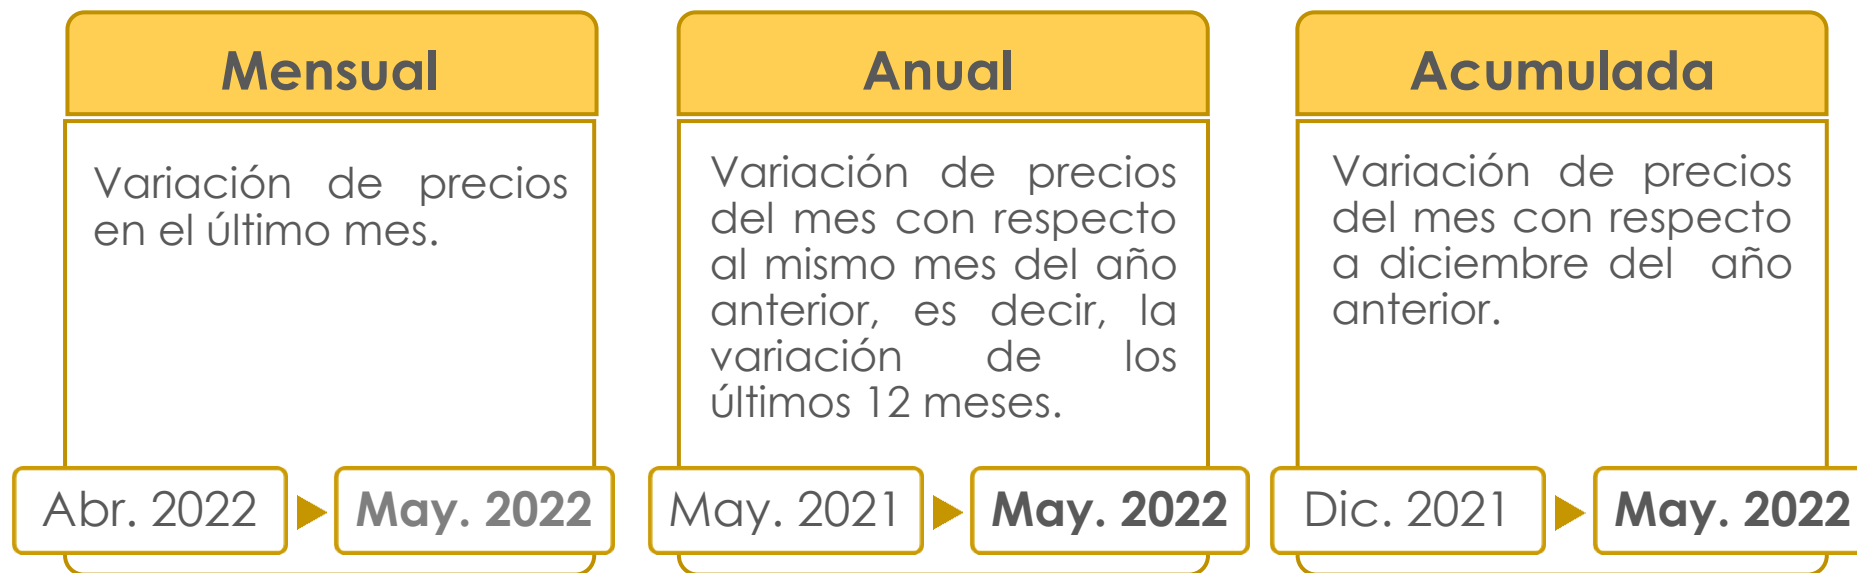 Mensual
Variación de precios
en el último mes.
Abr. 2022
May. 2022
Anual
Variación de precios
del mes con respecto
al mismo mes del año
anterior, es decir, la
variación de los
últimos 12 meses.
May. 2021
May. 2022
Acumulada
Variación de precios
del mes con respecto
a diciembre del año
anterior.
Dic. 2021
May. 2022